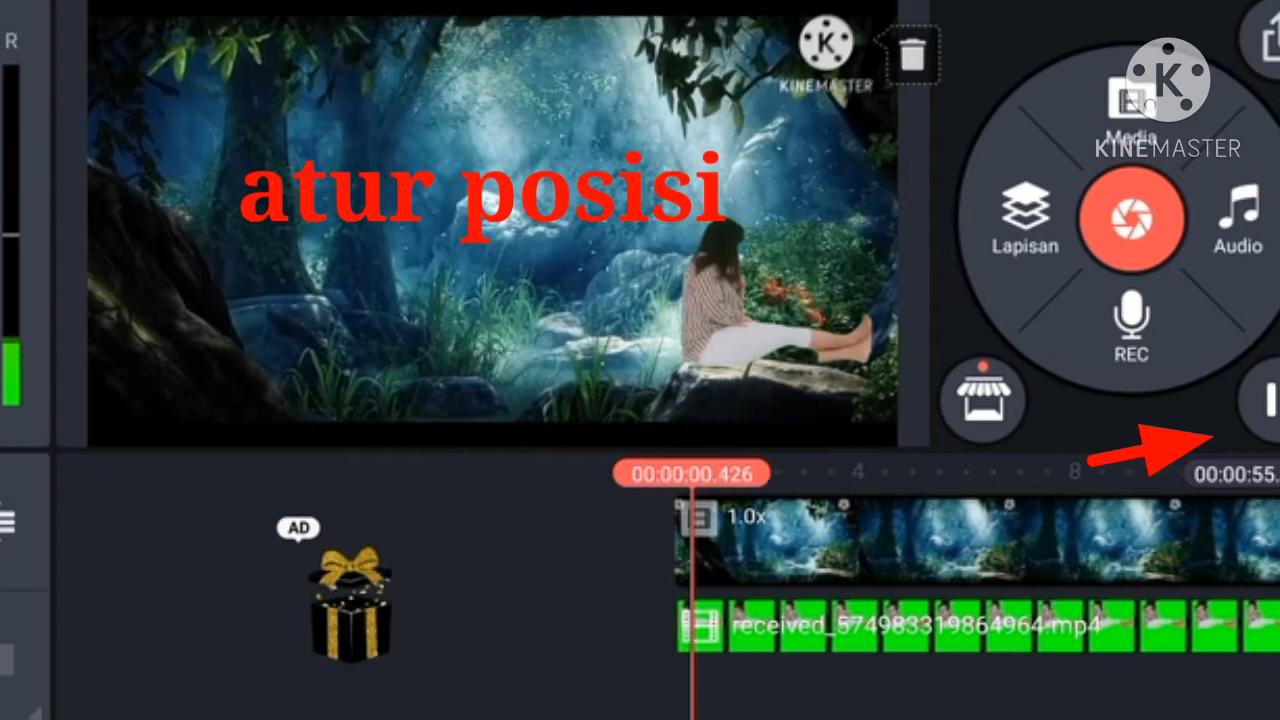 R
KINEMASTER
atur posisi
Media
KINEMASTER
Lapisan
Audio
REC
00:00:00.426
4
8
00:00:55.
AD
1.0x
received_574983319864964.mp4